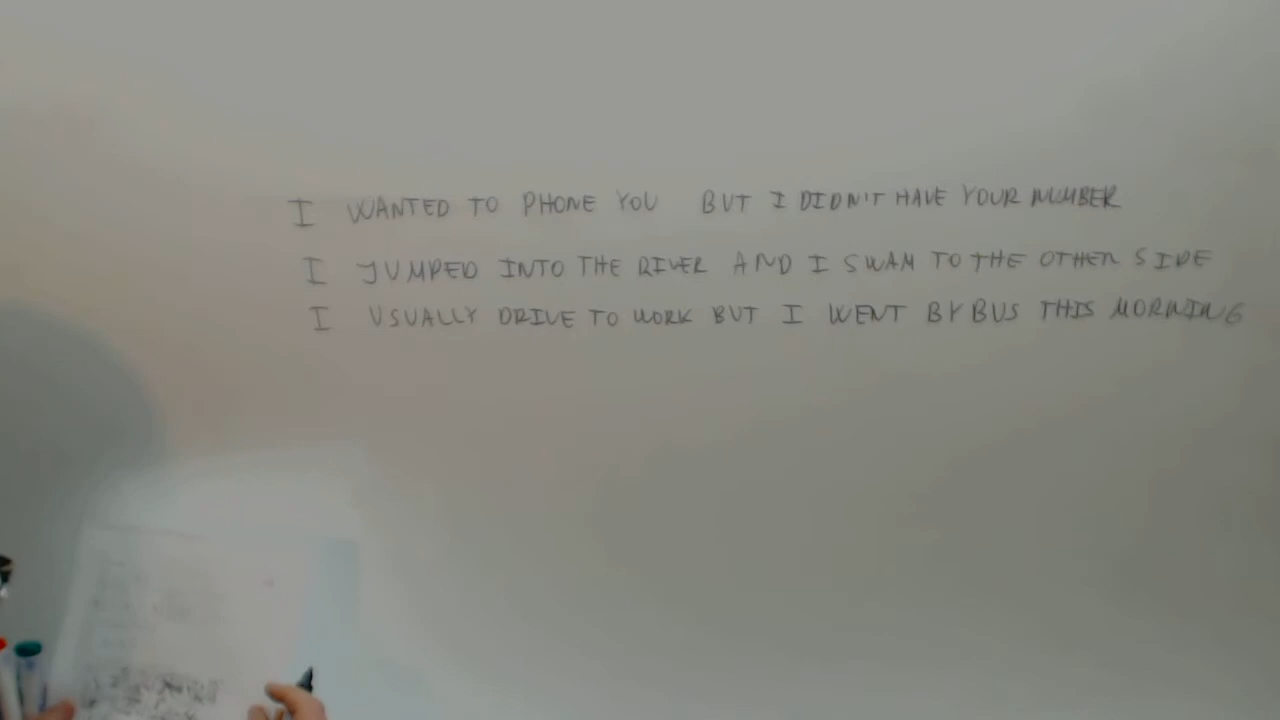 I WANTED TO PHONE YOU BUT I DIDN'T HAVE YOUR NUMBER
I JUMPED INTO THE RIVER AND I SWAM TO THE OTHER SIDE
I USUALLY DRIVE TO WORK BUT I WENT BY BUS THIS MORNING